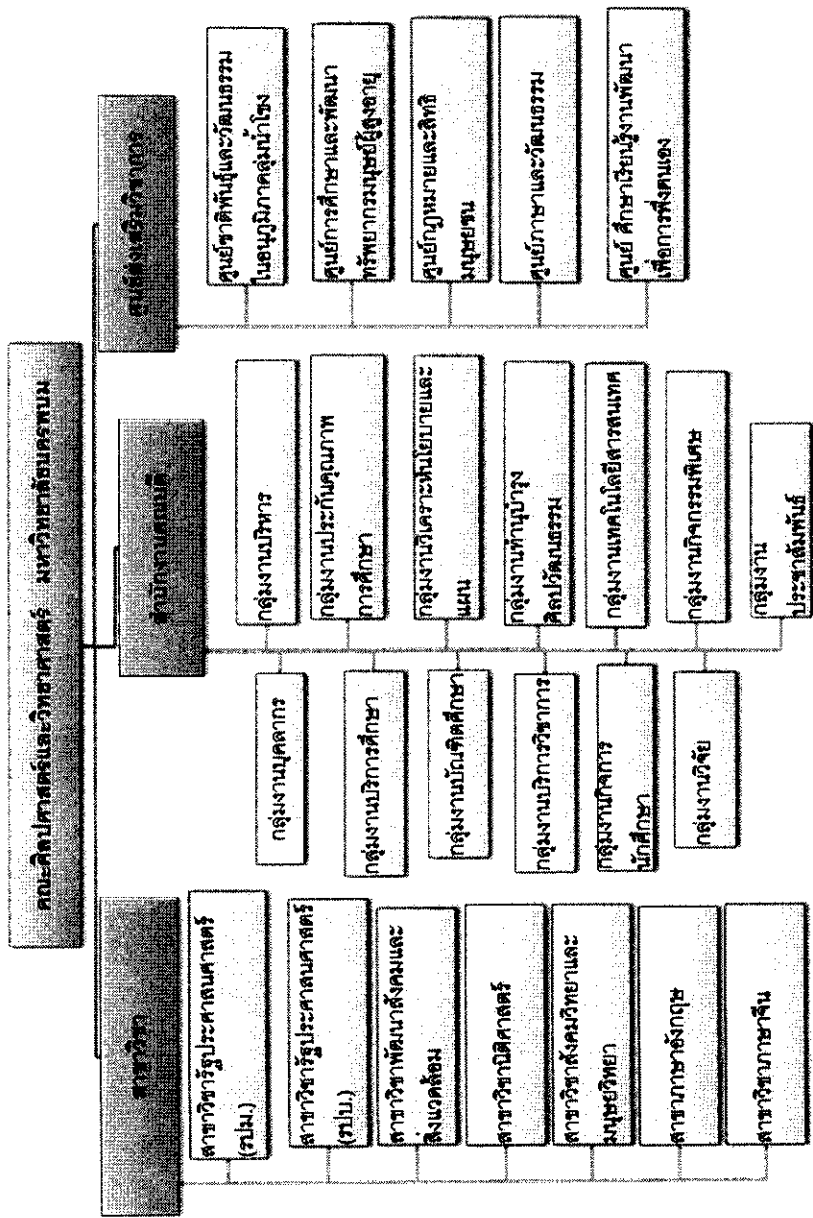 คณะศิลปศาสตร์และวิทยาศาสตร์ มหาวิทยาลัยนครพนม
สาขาวิชา
สาขาวิชารัฐประศาสนศาสตร์
(รปม.)
สาขาวิชารัฐประศาสนศาสตร์
(รปบ.)
สาขาวิชาพัฒนาสังคมและ
สิ่งแวดล้อม
สาขาวิชานิติศาสตร์
สาขาวิชาสังคมวิทยาและ
มนุษยวิทยา
สาขาภาษาอังกฤษ
สาขาวิชาภาษาจีน
สำนักงานคณบดี
กลุ่มงานบุคลากร
กลุ่มงานบริการศึกษา
กลุ่มงานบัณฑิตศึกษา
กลุ่มงานบริการวิชาการ
กลุ่มงานกิจการ
นักศึกษา
กลุ่มงานวิจัย
กลุ่มงานบริหาร
กลุ่มงานประกันคุณภาพ
การศึกษา
กลุ่มงานวิเคราะห์นโยบายและ
แผน
กลุ่มงานทำนุบำรุง
ศิลปวัฒนธรรม
กลุ่มงานเทคโนโลยีสารสนเทศ
กลุ่มงานกิจกรรมพิเศษ
กลุ่มงาน
ประชาสัมพันธ์
ศูนย์ส่งเสริมวิชาการ
ศูนย์ชาติพันธุ์และวัฒนธรรม
ในอนุภูมิภาคลุ่มน้ำโขง
ศูนย์การศึกษาและพัฒนา
ทรัพยากรมนุษย์ผู้สูงอายุ
ศูนย์กฎหมายและสิทธิ
มนุษยชน
ศูนย์ภาษาและวัฒนธรรม
ศูนย์ ศึกษาเรียนรู้งานพัฒนา
เพื่อการพึ่งตนเอง